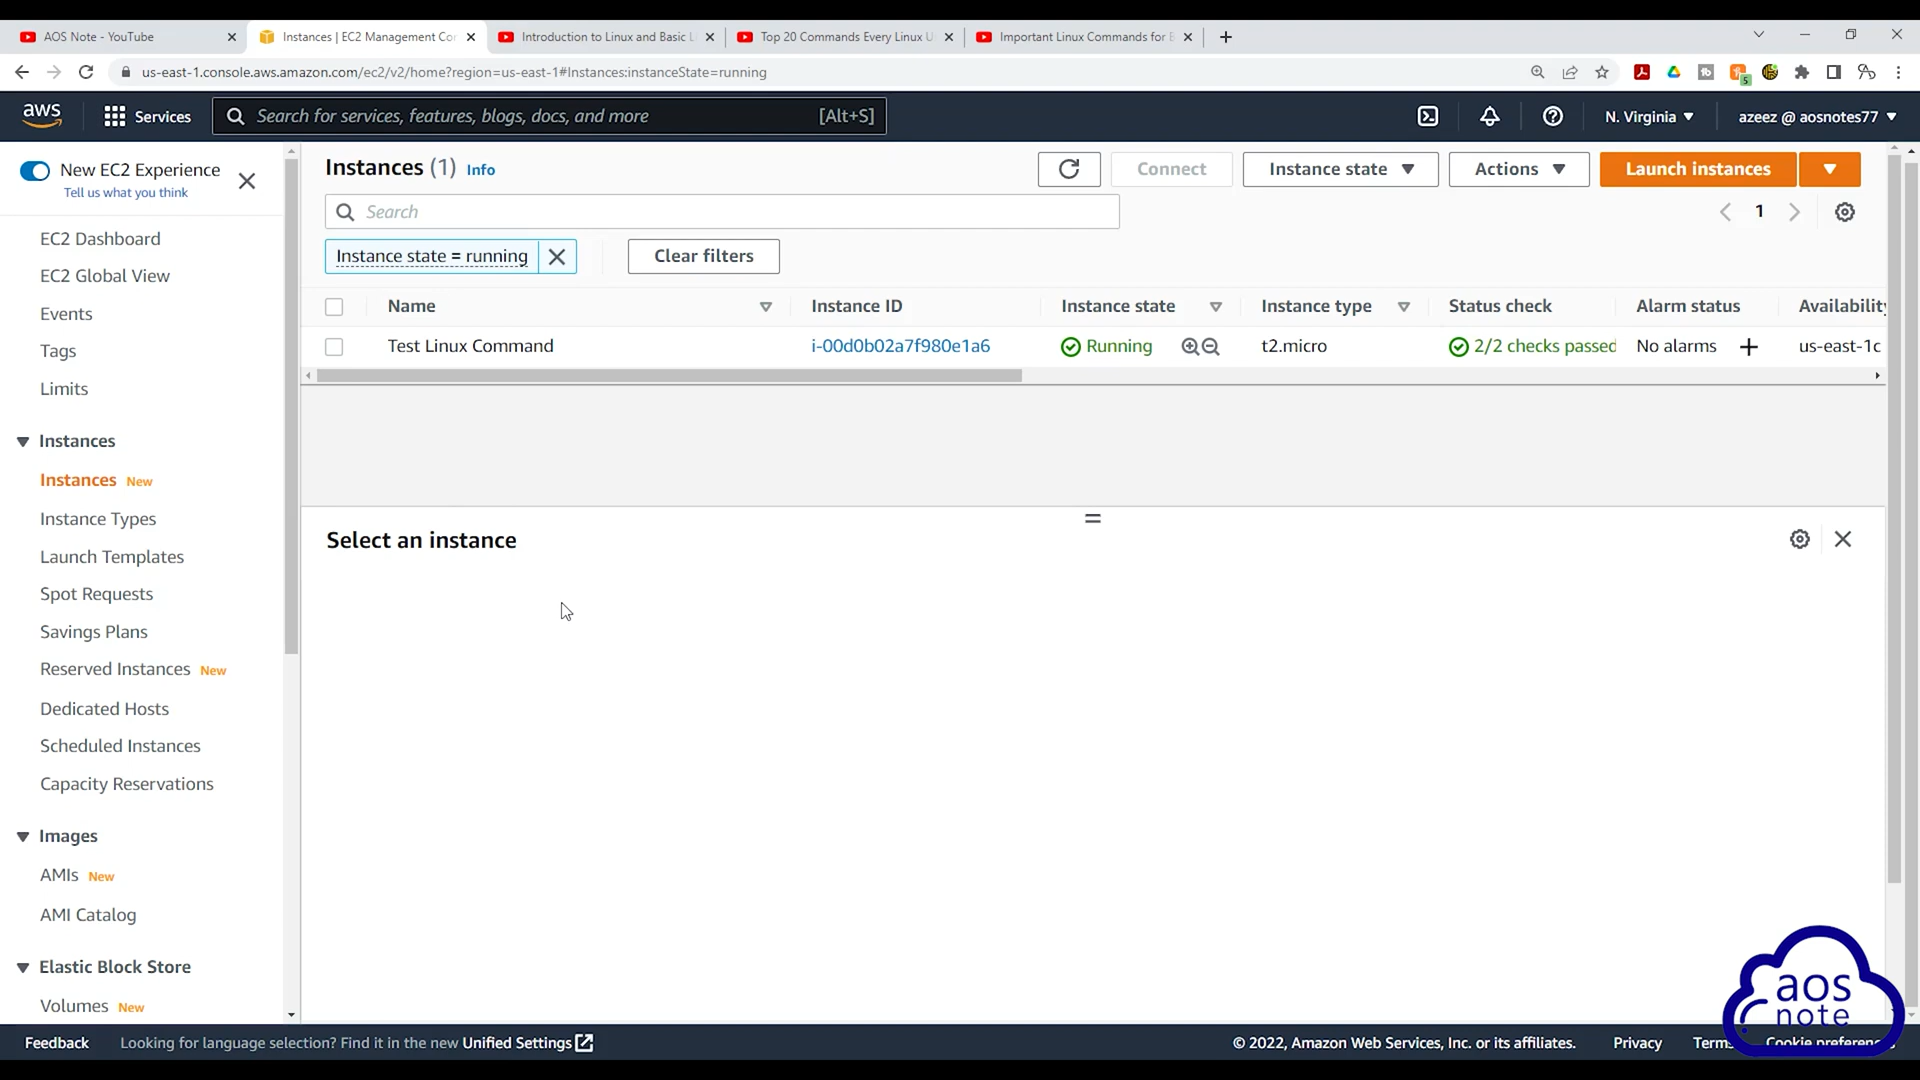 AOS Note - YouTube
Instances | EC2 Management Cor
Introduction to Linux and Basic L
Top 20 Commands Every Linux U
Important Linux Commands for B
us-east-1.console.aws.amazon.com/ec2/v2/home?region=us-east-1#Instances:instanceState=running
5
aws
Services
Search for services, features, blogs, docs, and more
[Alt+S]
N. Virginia
azeez @ aosnotes77
New EC2 Experience
Tell us what you think
EC2 Dashboard
EC2 Global View
Events
Tags
Limits
Instances
Instances New
Instance Types
Launch Templates
Spot Requests
Savings Plans
Reserved Instances New
Dedicated Hosts
Scheduled Instances
Capacity Reservations
Images
AMIs New
AMI Catalog
Elastic Block Store
Volumes New
Instances (1) Info
Connect
Instance state
Actions
Launch instances
Search
1
Instance state = running
Clear filters
Name Instance ID Instance state Instance type Status check Alarm status Availability
Test Linux Command i-00d0b02a7f980e1a6 Running t2.micro 2/2 checks passed No alarms + us-east-1c
Select an instance
aos
note
Feedback
Looking for language selection? Find it in the new Unified Settings
© 2022, Amazon Web Services, Inc. or its affiliates.
Privacy
Terms
Cookie preferences